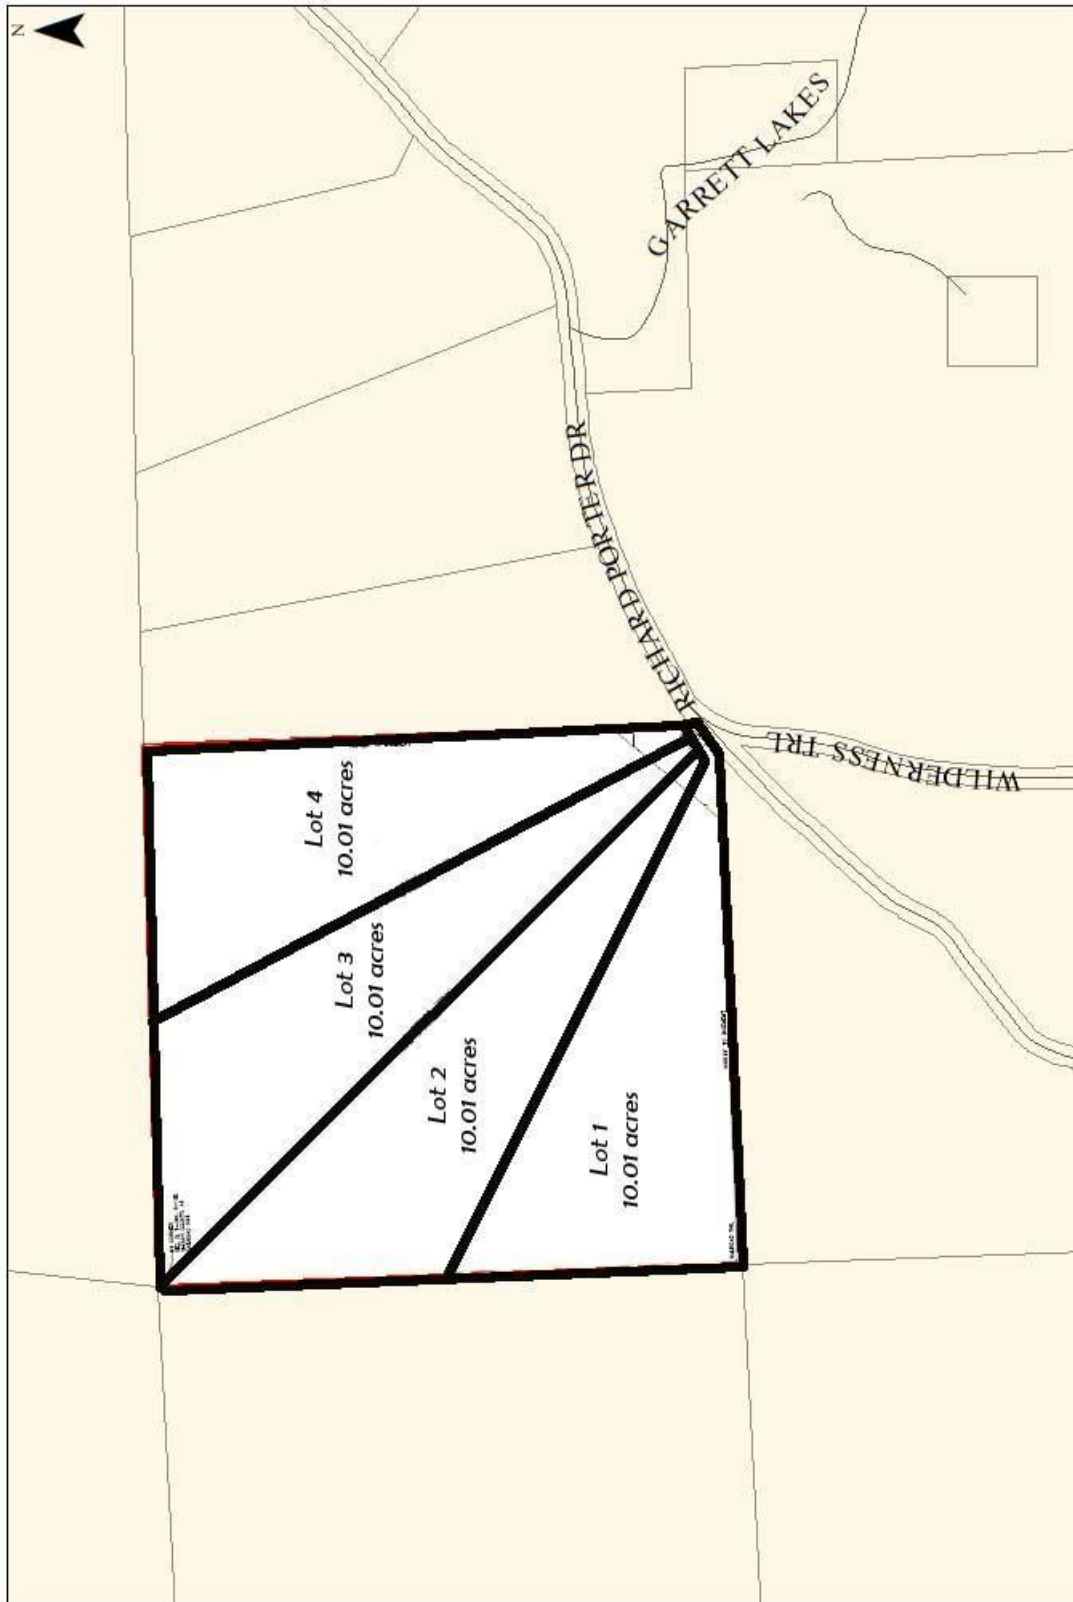 N
GARRETT LAKES
RICHARD PORTER DR
WILDERNESS TRL
Lot 4
10.01 acres
Lot 3
10.01 acres
Lot 2
10.01 acres
Lot 1
10.01 acres